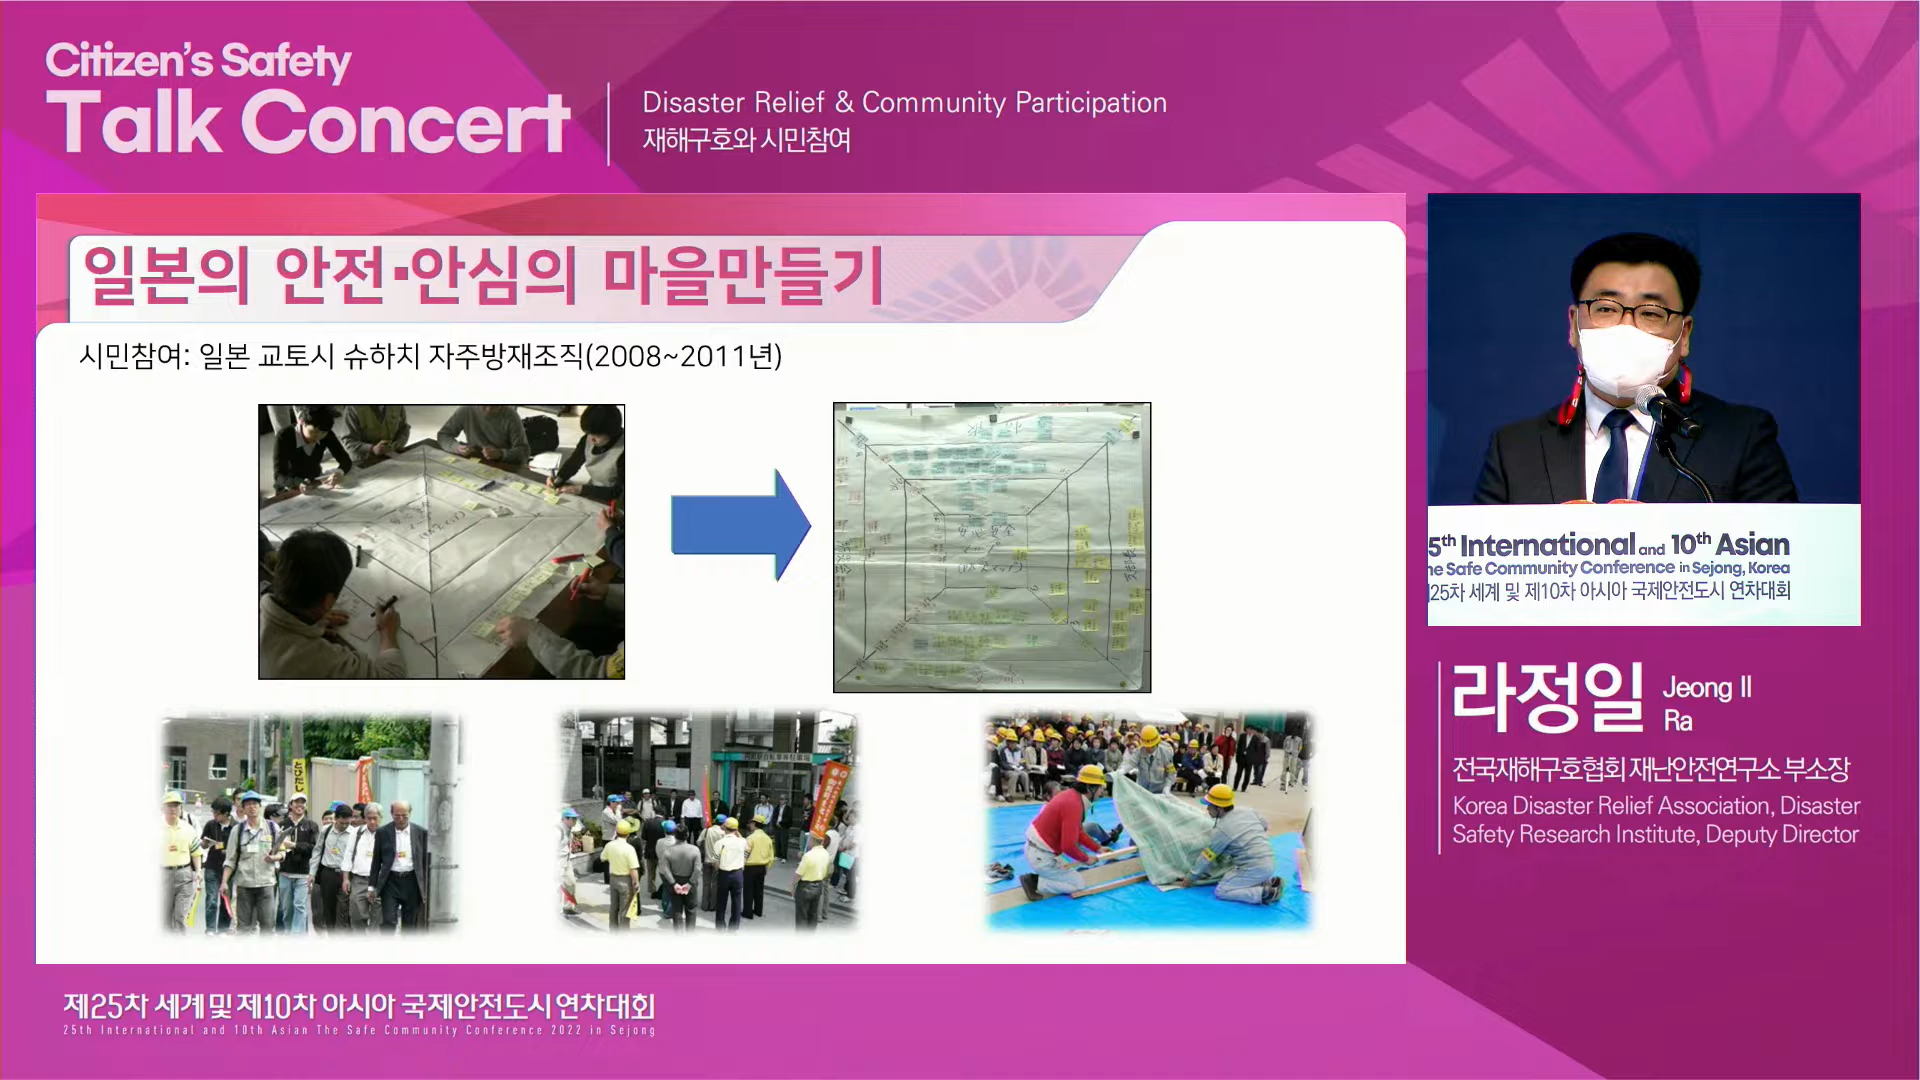 Citizen's Safety
Talk Concert
Disaster Relief & Community Participation
재해구호와 시민참여
일본의 안전·안심의 마을만들기
시민참여: 일본 교토시 슈하치 자주방재조직(2008~2011년)
とびだし
5th International and 10th Asian
he Safe Community Conference in Sejong, Korea
25차 세계 및 제10차 아시아 국제안전도시 연차대회
라정일
Jeong Il
Ra
전국재해구호협회 재난안전연구소 부소장
Korea Disaster Relief Association, Disaster
Safety Research Institute, Deputy Director
제25차 세계 및 제10차 아시아 국제안전도시 연차대회
25th International and 10th Asian The Safe Community Conference 2022 in Sejong